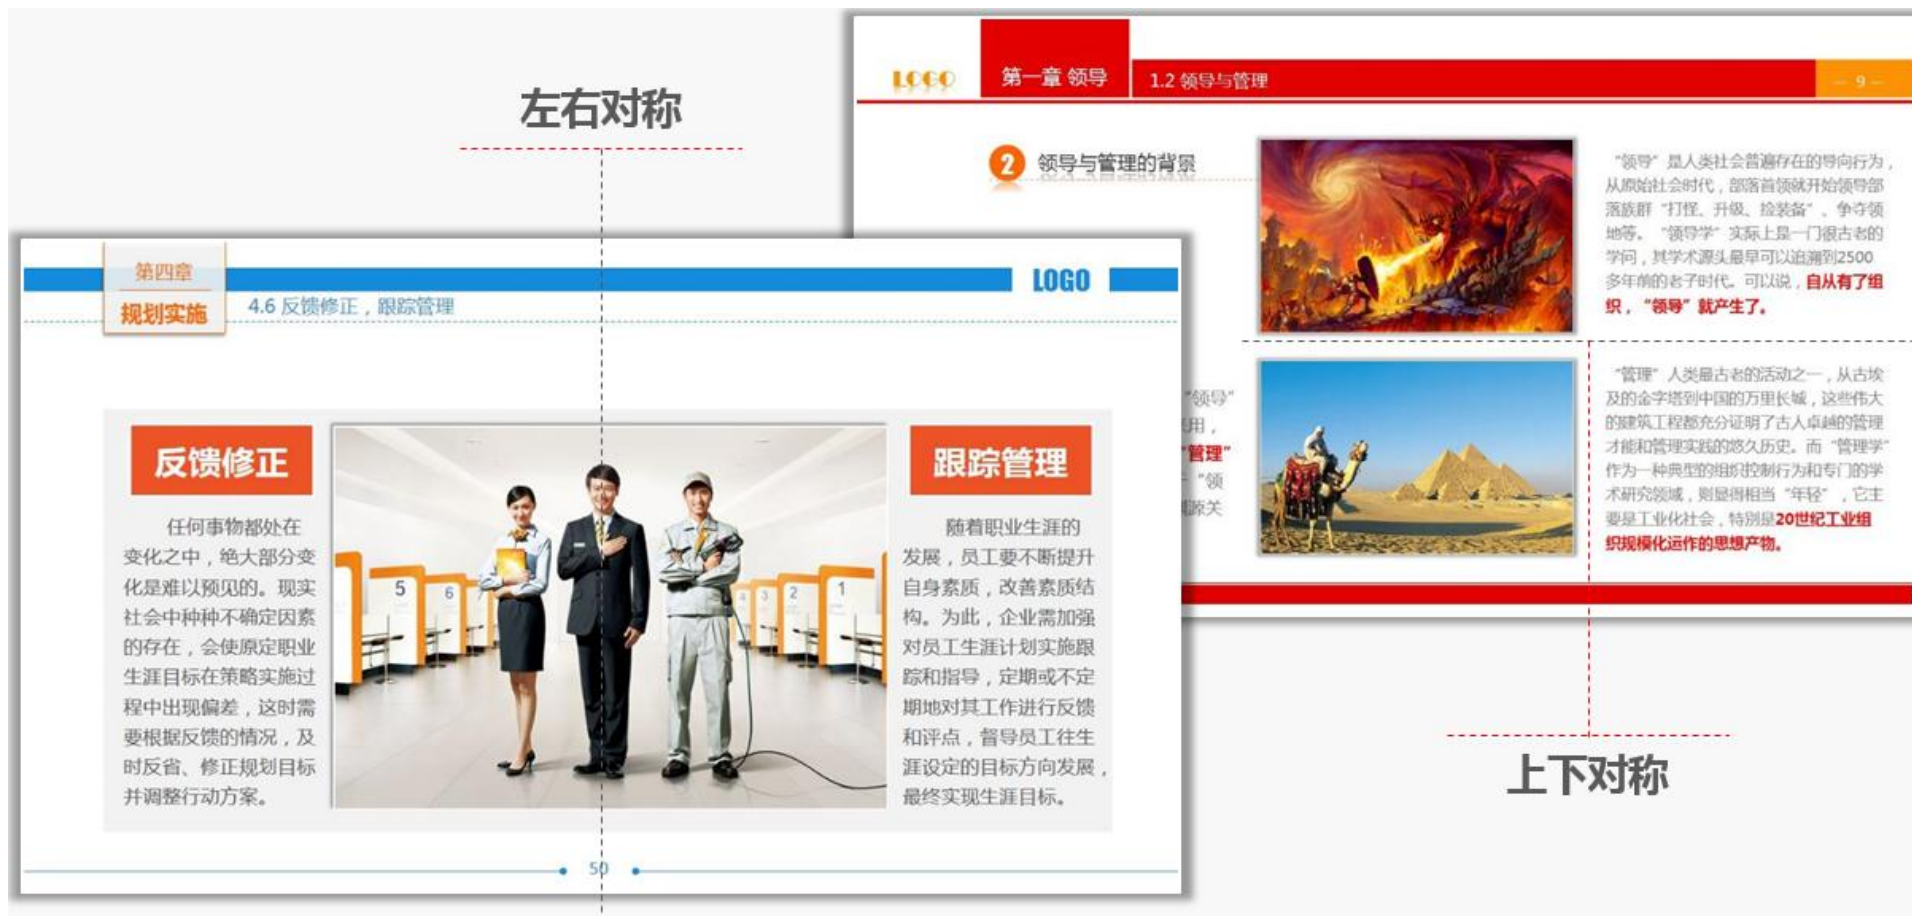 左右对称
第四章
规划实施
4.6 反馈修正，跟踪管理
LOGO
反馈修正
任何事物都处在
变化之中，绝大部分变
化是难以预见的。现实
社会中种种不确定因素
的存在，会使原定职业
生涯目标在策略实施过
程中出现偏差，这时需
要根据反馈的情况，及
时反省、修正规划目标
并调整行动方案。
5
6
4
3
2
1
跟踪管理
随着职业生涯的
发展，员工要不断提升
自身素质，改善素质结
构。为此，企业需加强
对员工生涯计划实施跟
踪和指导，定期或不定
期地对其工作进行反馈
和评点，督导员工往生
涯设定的目标方向发展，
最终实现生涯目标。
50
LOGO
第一章 领导
1.2 领导与管理
— 9 —
2
领导与管理的背景
“领导”是人类社会普遍存在的导向行为，
从原始社会时代，部落首领就开始领导部
落族群“打怪、升级、捡装备”、争夺领
地等。“领导学”实际上是一门很古老的
学问，其学术源头最早可以追溯到2500
多年前的老子时代。可以说，自从有了组
织，“领导”就产生了。
“领导”
用，
“管理”
“领
源关
“管理”人类最古老的活动之一，从古埃
及的金字塔到中国的万里长城，这些伟大
的建筑工程都充分证明了古人卓越的管理
才能和管理实践的悠久历史。而“管理学”
作为一种典型的组织控制行为和专门的学
术研究领域，则显得相当“年轻”，它主
要是工业化社会，特别是20世纪工业组
织规模化运作的思想产物。
上下对称